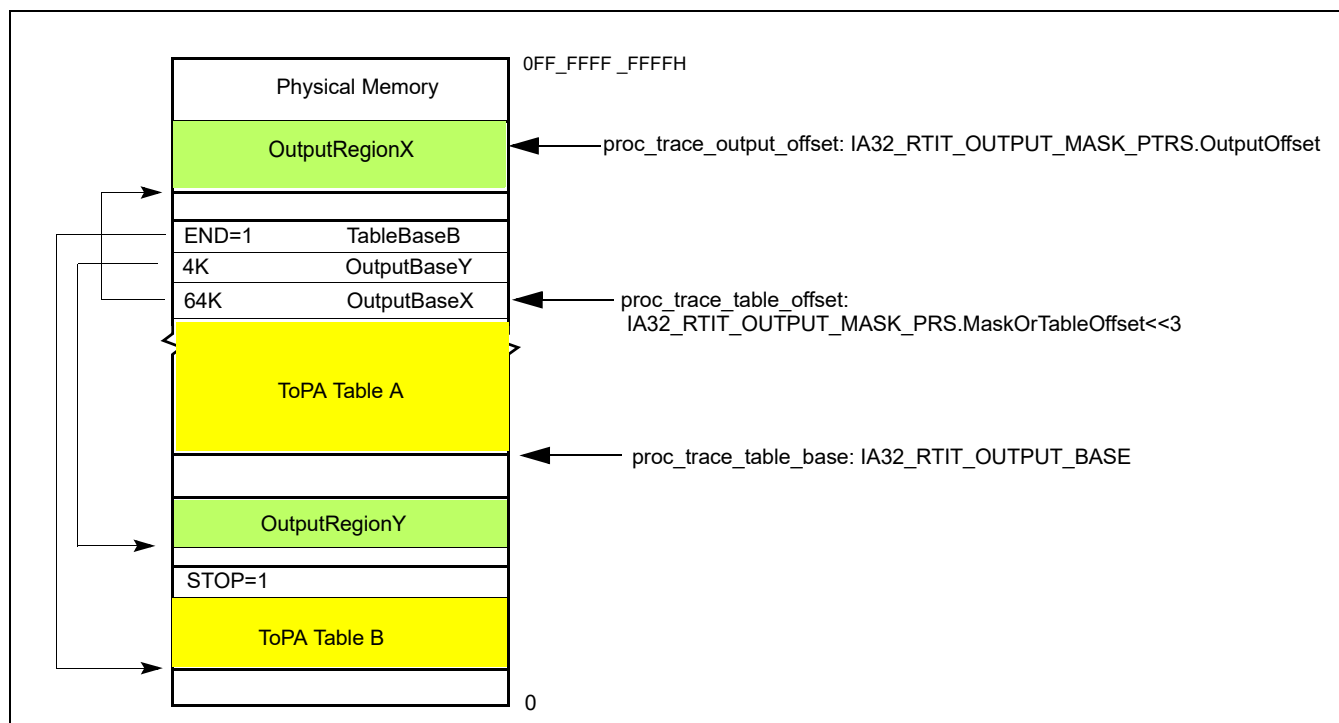 0FF_FFFF _FFFFH
Physical Memory
OutputRegionX
proc_trace_output_offset: IA32_RTIT_OUTPUT_MASK_PTRS.OutputOffset
END=1 TableBaseB
4K OutputBaseY
64K OutputBaseX
proc_trace_table_offset:
IA32_RTIT_OUTPUT_MASK_PRS.MaskOrTableOffset<<3
ToPA Table A
proc_trace_table_base: IA32_RTIT_OUTPUT_BASE
OutputRegionY
STOP=1
ToPA Table B
0